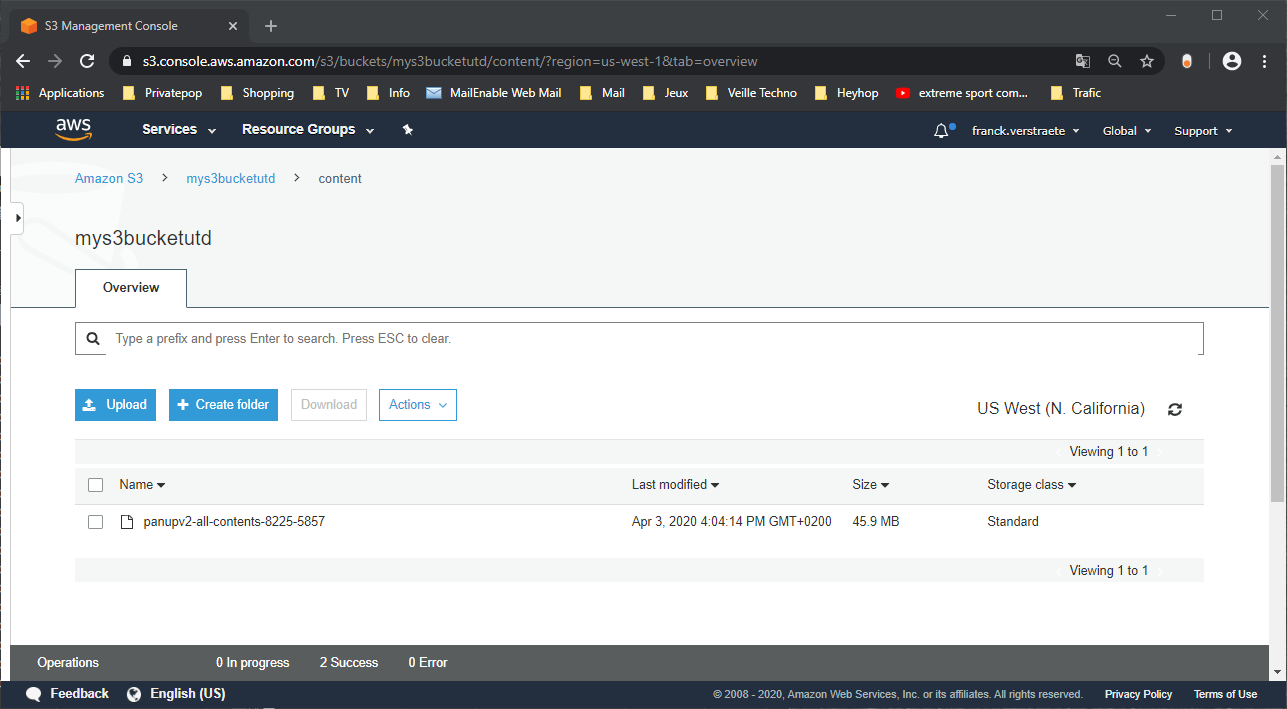 S3 Management Console
s3.console.aws.amazon.com/s3/buckets/mys3bucketutd/content/?region=us-west-1&tab=overview
Applications Privatepop Shopping TV Info MailEnable Web Mail Mail Jeux Veille Techno Heyhop extreme sport com... Trafic
aws Services Resource Groups franck.verstraete Global Support
Amazon S3 > mys3bucketutd > content
mys3bucketutd
Overview
Type a prefix and press Enter to search. Press ESC to clear.
Upload + Create folder Download Actions US West (N. California)
Viewing 1 to 1
Name Last modified Size Storage class
panupv2-all-contents-8225-5857 Apr 3, 2020 4:04:14 PM GMT+0200 45.9 MB Standard
Viewing 1 to 1
Operations 0 In progress 2 Success 0 Error
Feedback English (US) © 2008 - 2020, Amazon Web Services, Inc. or its affiliates. All rights reserved. Privacy Policy Terms of Use